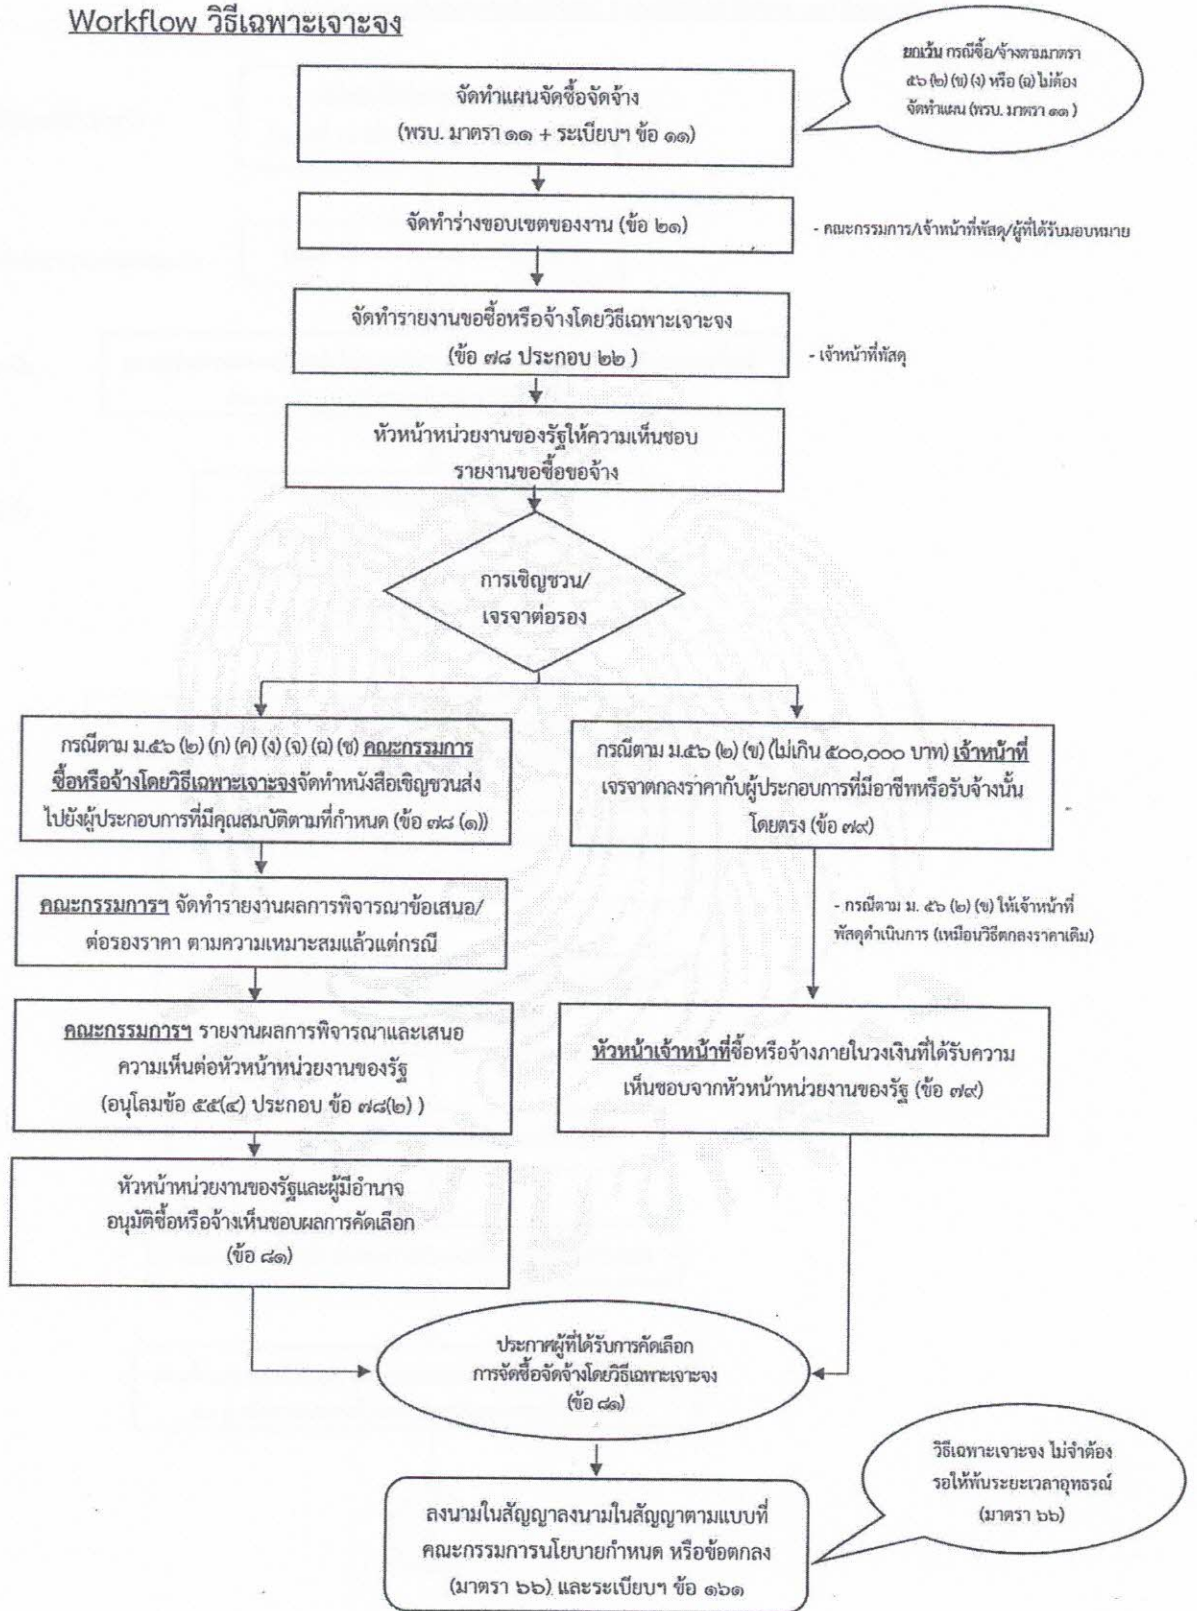 Workflow วิธีเฉพาะเจาะจง
ยกเว้น กรณีซื้อ/จ้างตามมาตรา
๕๖ (๒) (ข) (ง) หรือ (ฉ) ไม่ต้อง
จัดทำแผน (พรบ. มาตรา ๑๑ )
จัดทำแผนจัดซื้อจัดจ้าง
(พรบ. มาตรา ๑๑ + ระเบียบฯ ข้อ ๑๑)
จัดทำร่างขอบเขตของงาน (ข้อ ๒๑)
- คณะกรรมการ/เจ้าหน้าที่พัสดุ/ผู้ที่ได้รับมอบหมาย
จัดทำรายงานขอซื้อหรือจ้างโดยวิธีเฉพาะเจาะจง
(ข้อ ๗๘ ประกอบ ๒๒ )
- เจ้าหน้าที่ทัสดุ
หัวหน้าหน่วยงานของรัฐให้ความเห็นชอบ
รายงานขอซื้อขอจ้าง
การเชิญชวน/
เจรจาต่อรอง
กรณีตาม ม.๕๖ (๒) (ก) (ค) (ง) (จ) (ฉ) (ช) คณะกรรมการ
ซื้อหรือจ้างโดยวิธีเฉพาะเจาะจงจัดทำหนังสือเชิญชวนส่ง
ไปยังผู้ประกอบการที่มีคุณสมบัติตามที่กำหนด (ข้อ ๗๘ (๑))
กรณีตาม ม.๕๖ (๒) (ข) (ไม่เกิน ๕๐๐,๐๐๐ บาท) เจ้าหน้าที่
เจรจาตกลงราคากับผู้ประกอบการที่มีอาชีพหรือรับจ้างนั้น
โดยตรง (ข้อ ๗๙)
คณะกรรมการฯ จัดทำรายงานผลการพิจารณาข้อเสนอ/
ต่อรองราคา ตามความเหมาะสมแล้วแต่กรณี
- กรณีตาม ม. ๕๖ (๒) (ข) ให้เจ้าหน้าที่
พัสดุดำเนินการ (เหมือนวิธีตกลงราคาเดิม)
คณะกรรมการฯ รายงานผลการพิจารณาและเสนอ
ความเห็นต่อหัวหน้าหน่วยงานของรัฐ
(อนุโลมข้อ ๕๕(๔) ประกอบ ข้อ ๗๘(๒) )
หัวหน้าเจ้าหน้าที่ซื้อหรือจ้างภายในวงเงินที่ได้รับความ
เห็นชอบจากหัวหน้าหน่วยงานของรัฐ (ข้อ ๗๙)
หัวหน้าหน่วยงานของรัฐและผู้มีอำนาจ
อนุมัติซื้อหรือจ้างเห็นชอบผลการคัดเลือก
(ข้อ ๘๑)
ประกาศผู้ที่ได้รับการคัดเลือก
การจัดซื้อจัดจ้างโดยวิธีเฉพาะเจาะจง
(ข้อ ๘๑)
วิธีเฉพาะเจาะจง ไม่จำต้อง
รอให้พ้นระยะเวลาอุทธรณ์
(มาตรา ๖๖)
ลงนามในสัญญาลงนามในสัญญาตามแบบที่
คณะกรรมการนโยบายกำหนด หรือข้อตกลง
(มาตรา ๖๖) และระเบียบฯ ข้อ ๑๖๑